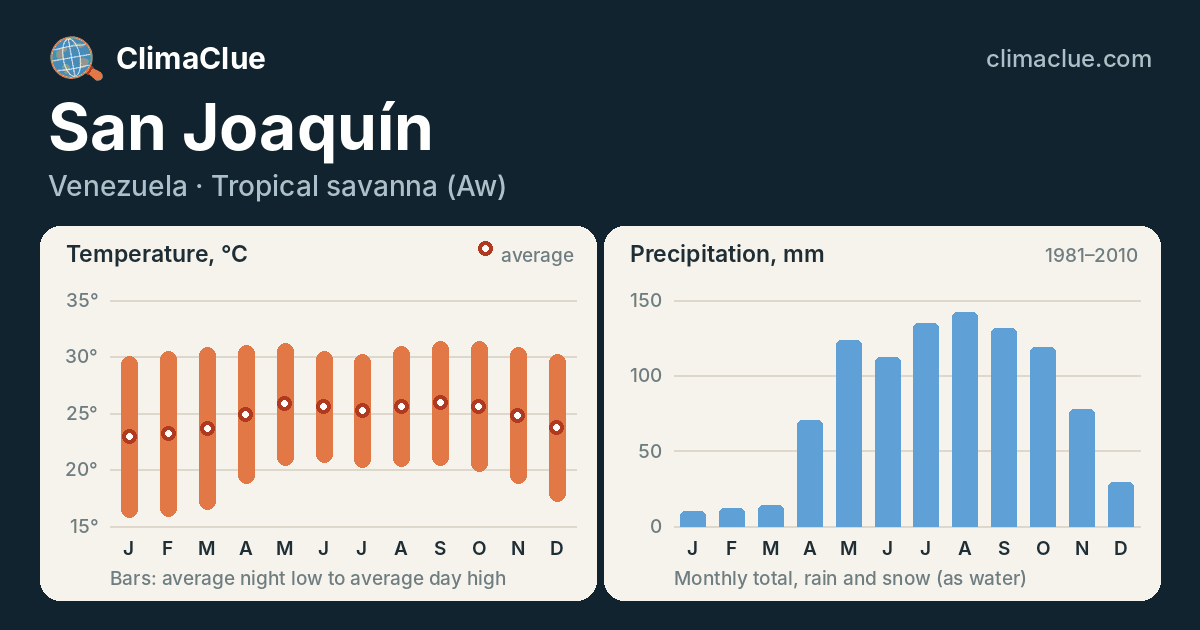 ClimaClue
climaclue.com
San Joaquín
Venezuela · Tropical savanna (Aw)
Temperature, °C
average
35°
30°
25°
20°
15°
J F M A M J J A S O N D
Bars: average night low to average day high
Precipitation, mm
1981–2010
150
100
50
0
J F M A M J J A S O N D
Monthly total, rain and snow (as water)